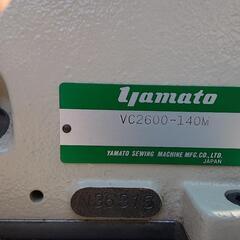 yamato
VC2600-140M
YAMATO SEWING MACHINE MFG.CO.,LTD.
JAPAN